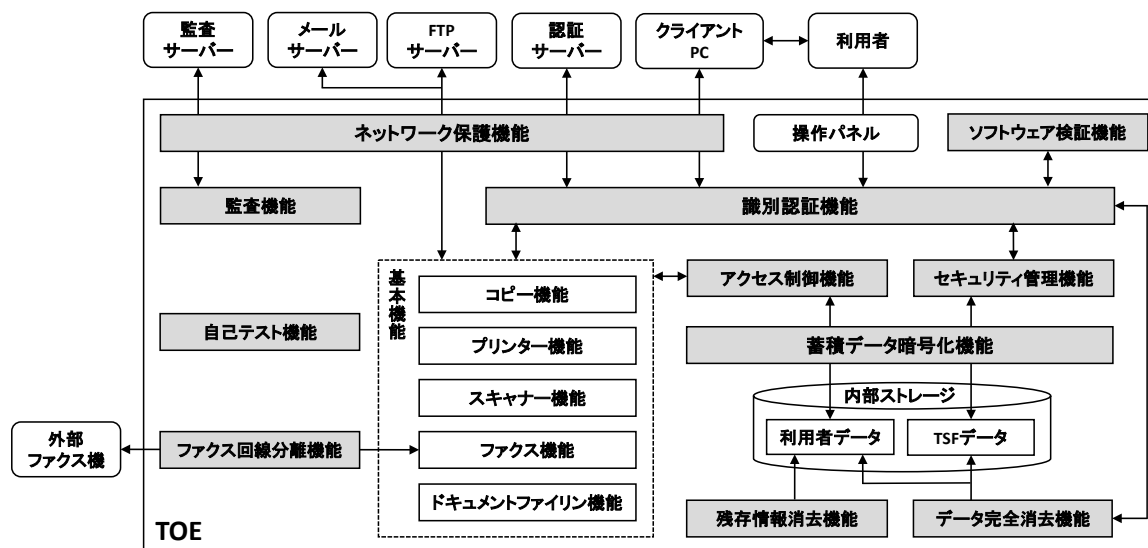 監査
サーバー
メール
サーバー
FTP
サーバー
認証
サーバー
クライアント
PC
利用者
ネットワーク保護機能
操作パネル
ソフトウェア検証機能
監査機能
識別認証機能
基本機能
コピー機能
アクセス制御機能
セキュリティ管理機能
自己テスト機能
プリンター機能
蓄積データ暗号化機能
スキャナー機能
内部ストレージ
外部
ファクス機
ファクス回線分離機能
ファクス機能
利用者データ
TSFデータ
ドキュメントファイリン機能
残存情報消去機能
データ完全消去機能
TOE